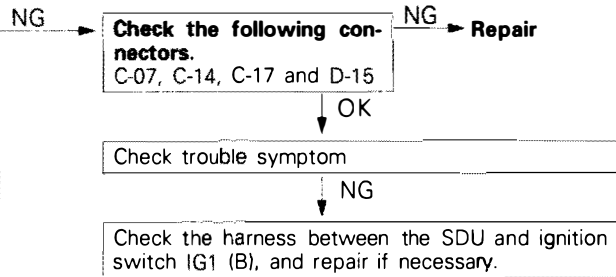 NG
Check the following con-
nectors.
C-07, C-14, C-17 and D-15
NG
Repair
OK
Check trouble symptom
NG
Check the harness between the SDU and ignition
switch IG1 (B), and repair if necessary.